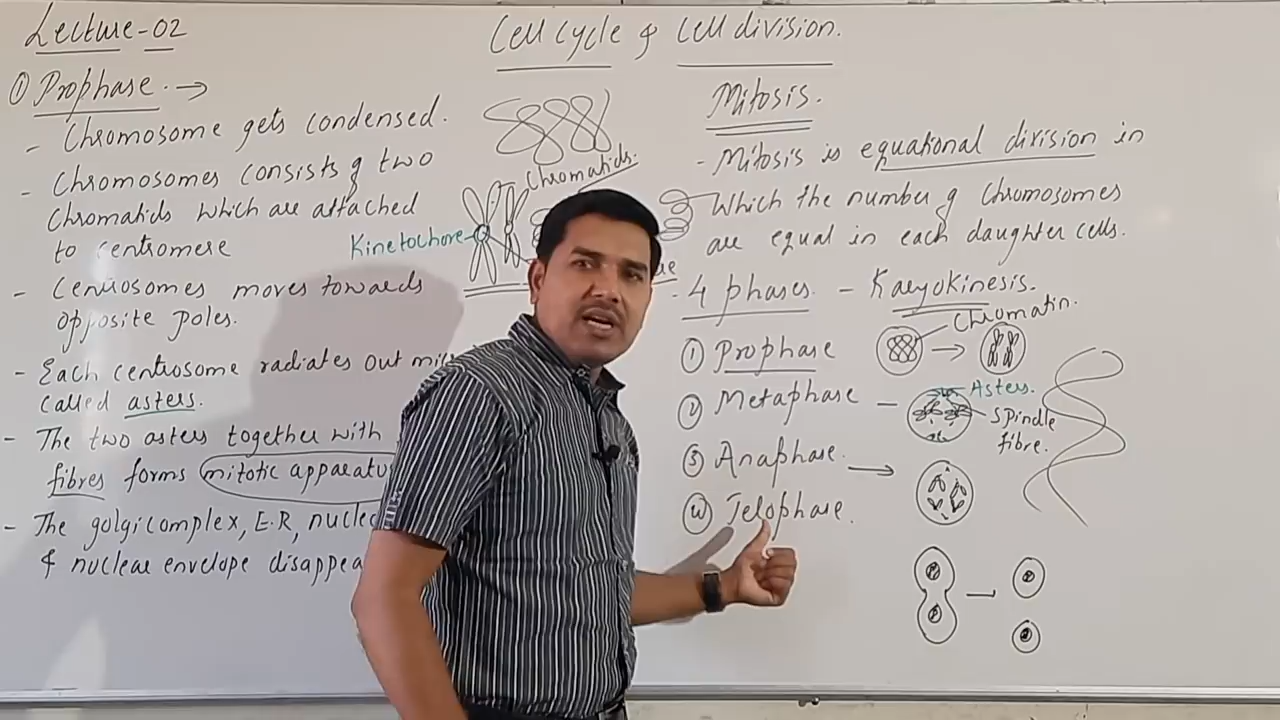 Lecture-02
Cell cycle & Cell division.
① Prophase. →
- Chromosome gets condensed.
- Chromosomes consists of two
Chromatids which are attached
to centromere
- Centrosomes moves towards
opposite poles.
- Each centrosome radiates out
called asters.
- The two asters together with
fibres forms mitotic apparatus
- The golgi complex, E.R,
& nuclear envelope
Chromatids.
Kinetochore
Mitosis.
- Mitosis is equational division in
Which the number of Chromosomes
are equal in each daughter cells.
- 4 phases. - Karyokinesis.
① Prophase
② Metaphase -
③ Anaphase. →
④ Telophase.
Chromatin.
Asters.
Spindle
fibre.